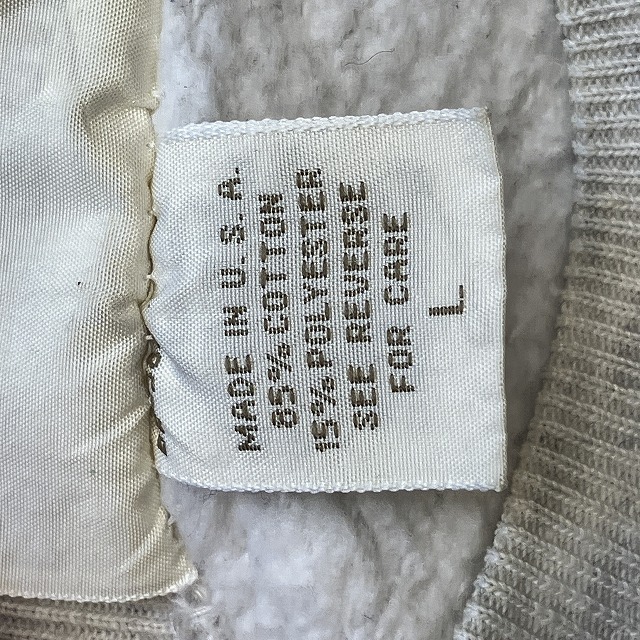 MADE IN U.S.A.
85% COTTON
15% POLYESTER
SEE REVERSE
FOR CARE
L